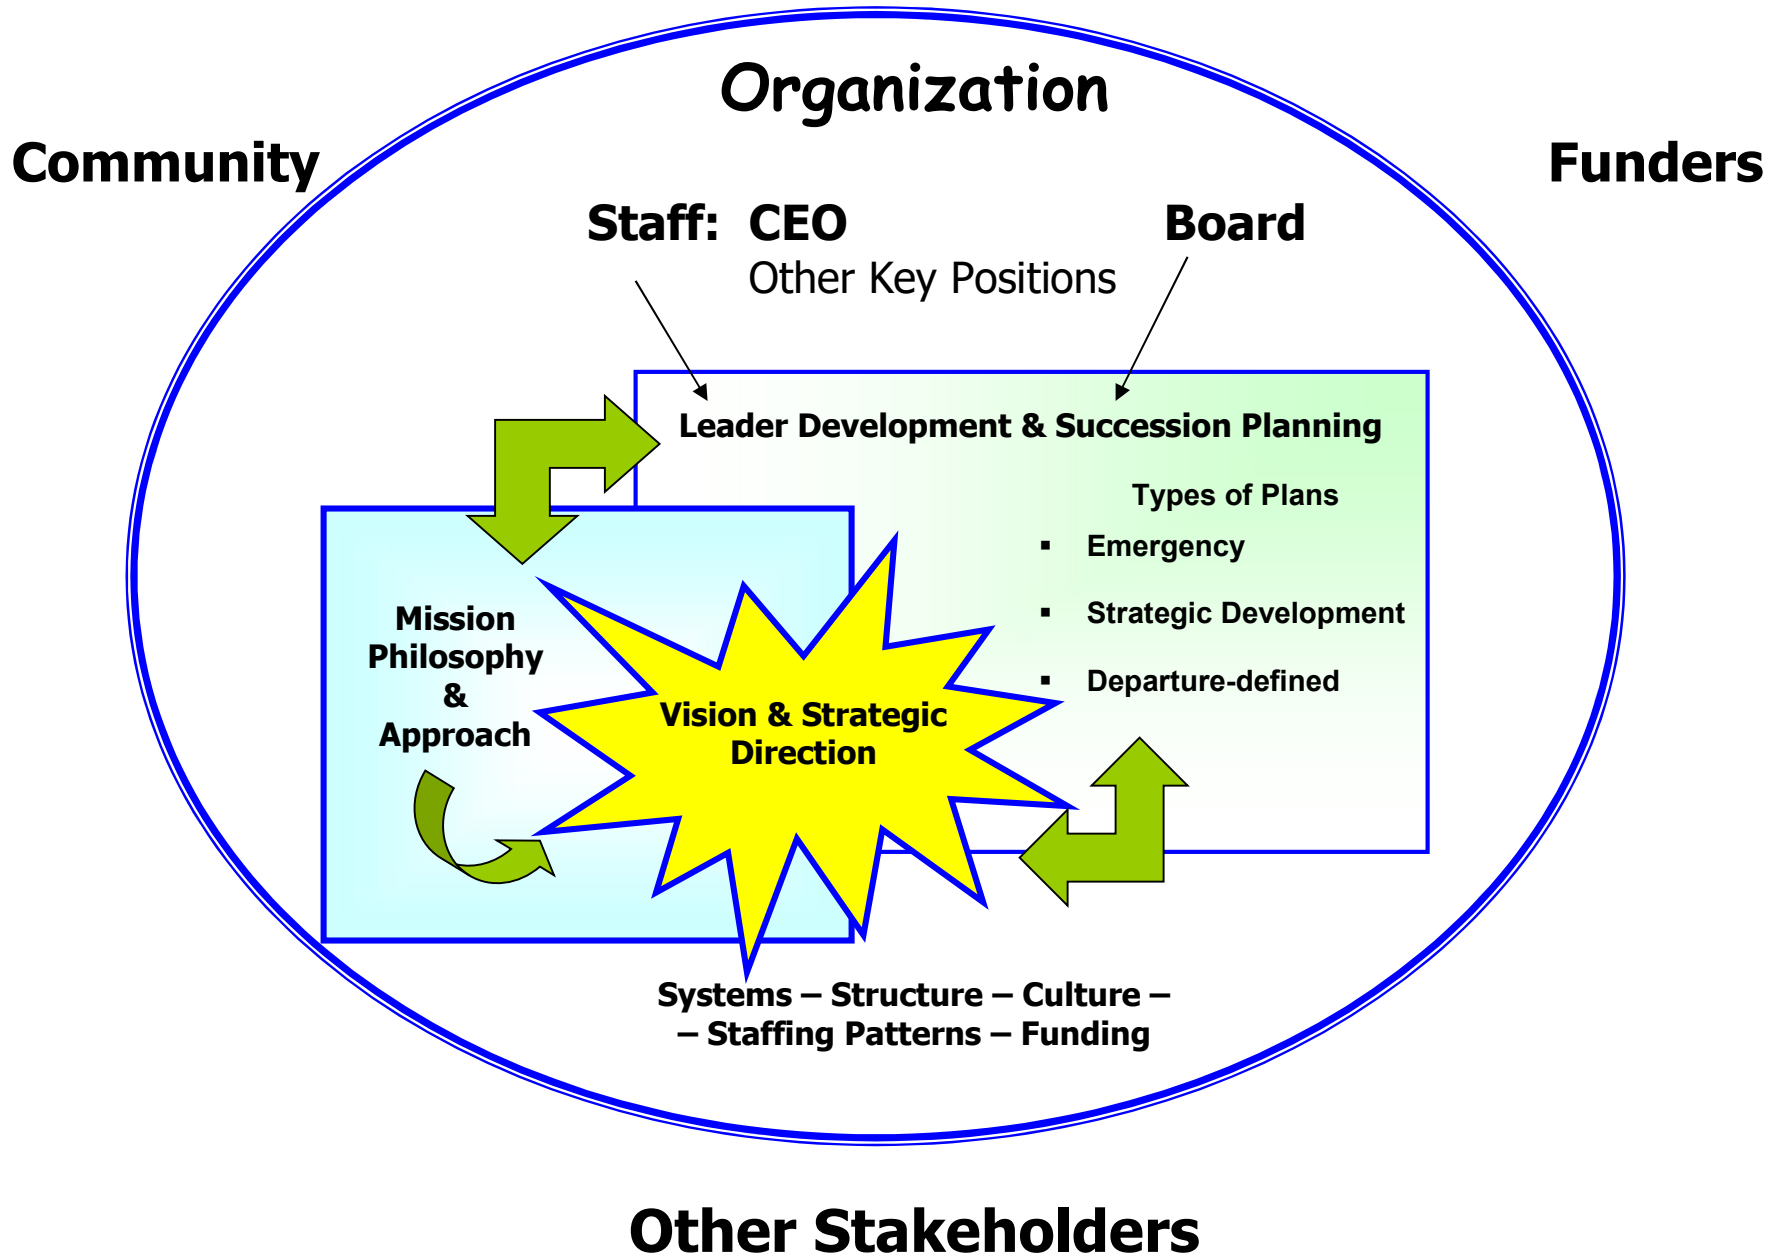 Organization
Community
Funders
Staff: CEO
Board
Other Key Positions
Leader Development & Succession Planning
Types of Plans
▪ Emergency
▪ Strategic Development
▪ Departure-defined
Mission
Philosophy
&
Approach
Vision & Strategic
Direction
Systems – Structure – Culture –
– Staffing Patterns – Funding
Other Stakeholders